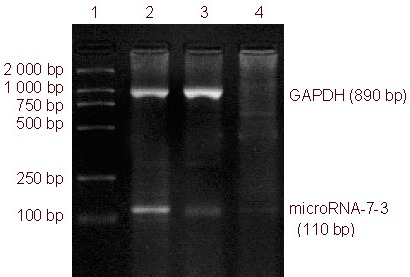 1 2 3 4
2 000 bp
1 000 bp
750 bp
500 bp
250 bp
100 bp
GAPDH (890 bp)
microRNA-7-3
(110 bp)